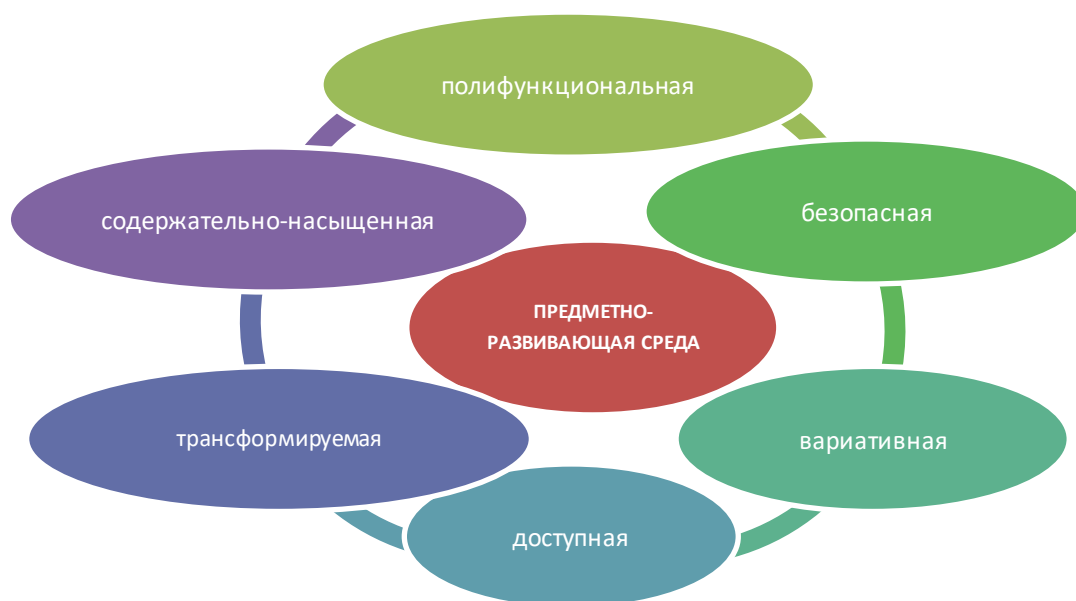 полифункциональная
содержательно-насыщенная
безопасная
ПРЕДМЕТНО-
РАЗВИВАЮЩАЯ СРЕДА
трансформируемая
вариативная
доступная